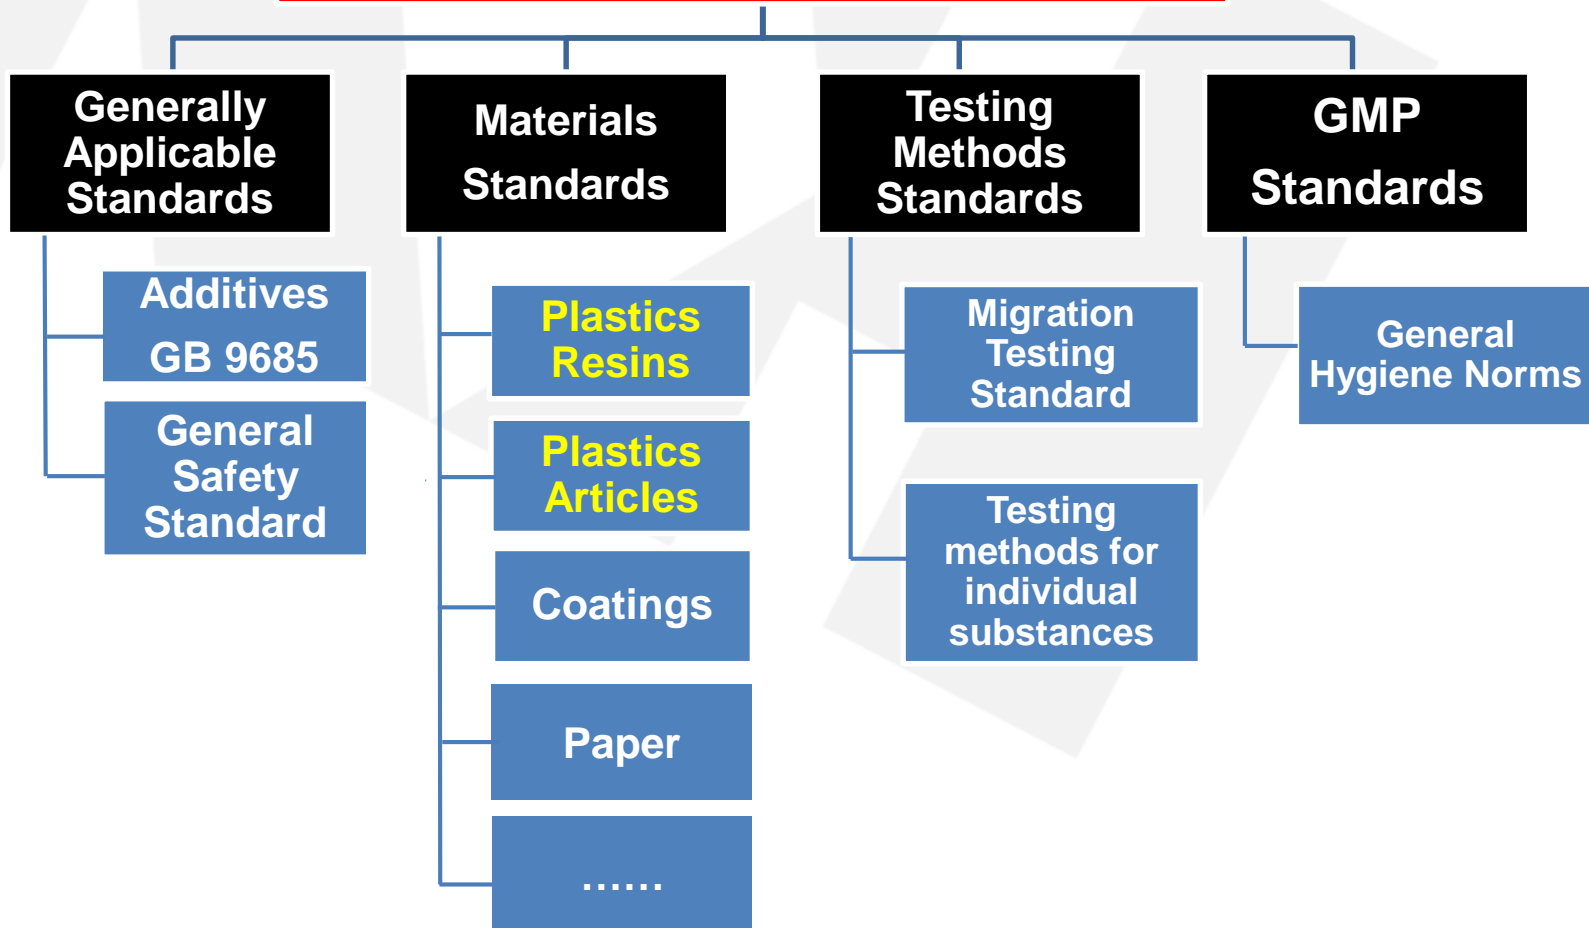 Generally
Applicable
Standards
Materials
Standards
Testing
Methods
Standards
GMP
Standards
Additives
GB 9685
General
Safety
Standard
Plastics
Resins
Plastics
Articles
Coatings
Paper
......
Migration
Testing
Standard
Testing
methods for
individual
substances
General
Hygiene Norms